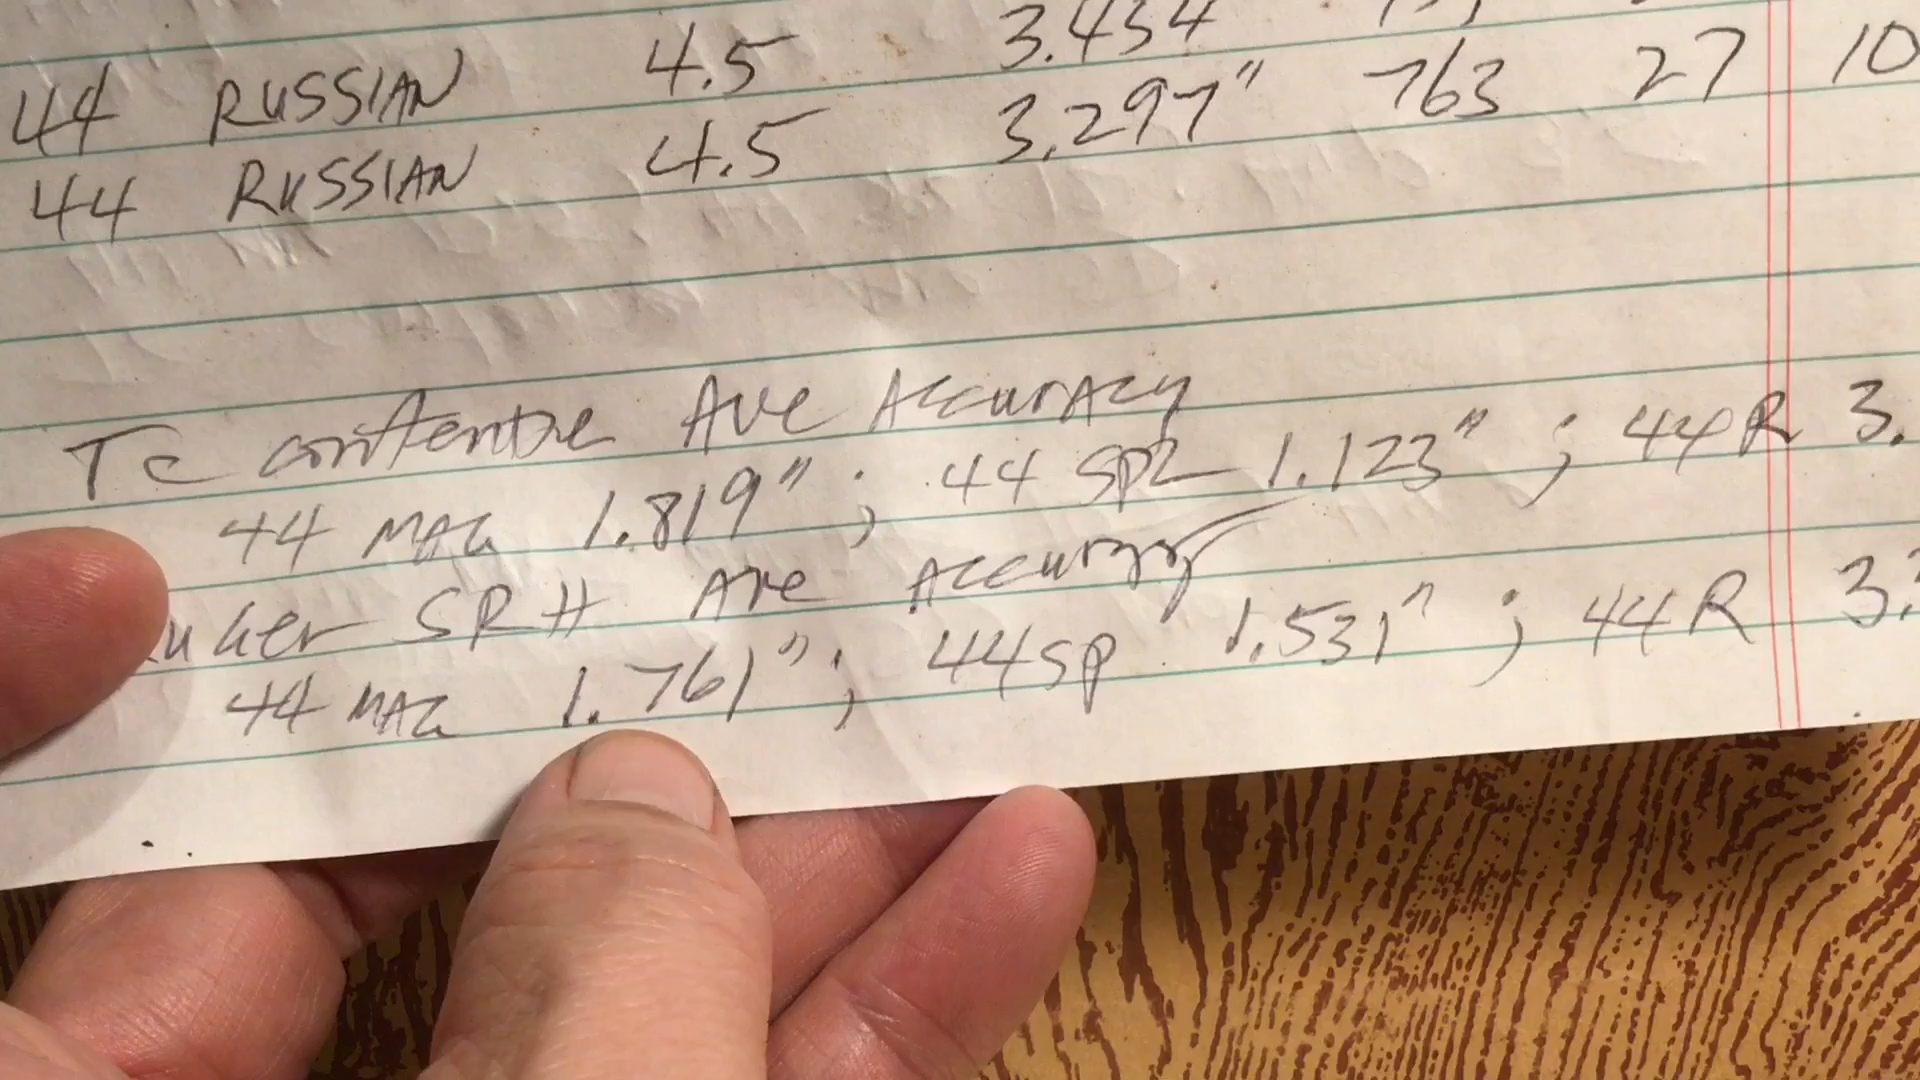 44 RUSSIAN 4.5 3.434
44 RUSSIAN 4.5 3.297" 763 27 10
TC contender Ave Accuracy
44 MAG 1.819" ; 44 SPL 1.123" ; 44R 3.
SRH Ave Accuracy
44 MAG 1.761" ; 44SP 1.531" ; 44R 3.